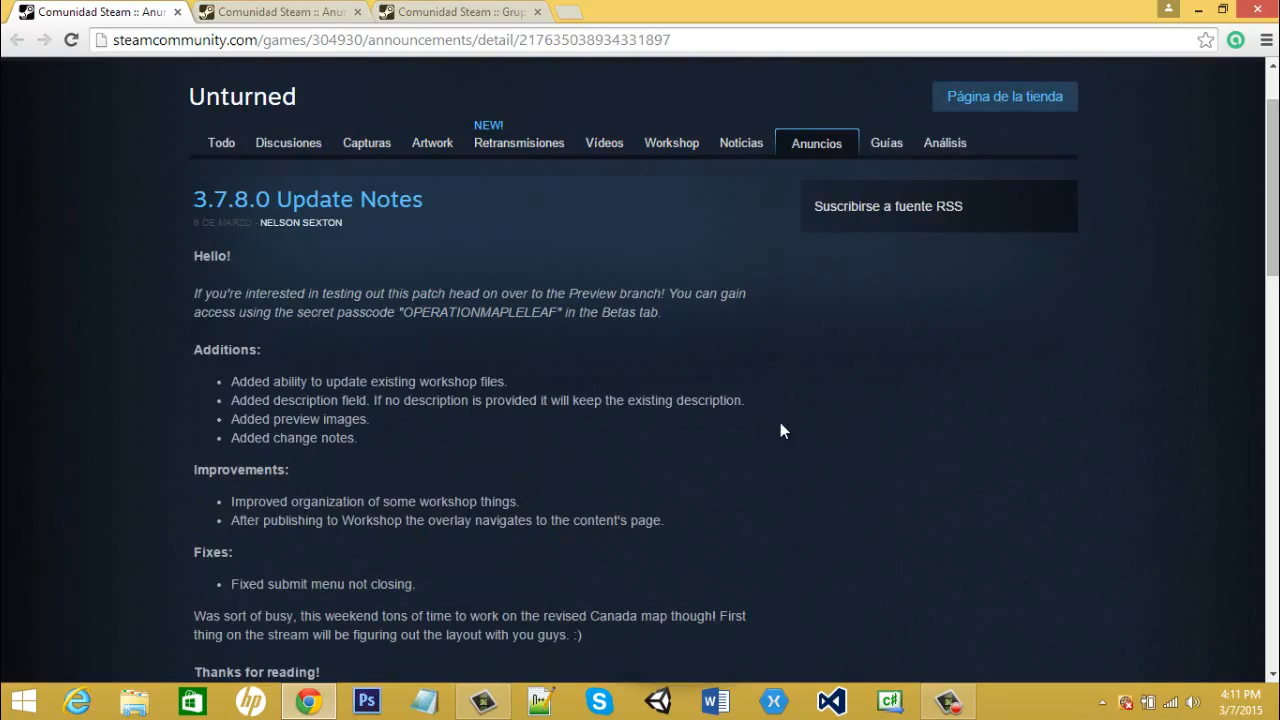 Comunidad Steam :: Anun
Comunidad Steam :: Anun
Comunidad Steam :: Grup
steamcommunity.com/games/304930/announcements/detail/217635038934331897
Unturned
Página de la tienda
NEW!
Todo Discusiones Capturas Artwork Retransmisiones Vídeos Workshop Noticias Anuncios Guías Análisis
3.7.8.0 Update Notes
Suscribirse a fuente RSS
6 DE MARZO - NELSON SEXTON
Hello!
If you're interested in testing out this patch head on over to the Preview branch! You can gain
access using the secret passcode "OPERATIONMAPLELEAF" in the Betas tab.
Additions:
• Added ability to update existing workshop files.
• Added description field. If no description is provided it will keep the existing description.
• Added preview images.
• Added change notes.
Improvements:
• Improved organization of some workshop things.
• After publishing to Workshop the overlay navigates to the content's page.
Fixes:
• Fixed submit menu not closing.
Was sort of busy, this weekend tons of time to work on the revised Canada map though! First
thing on the stream will be figuring out the layout with you guys. :)
Thanks for reading!
4:11 PM
3/7/2015